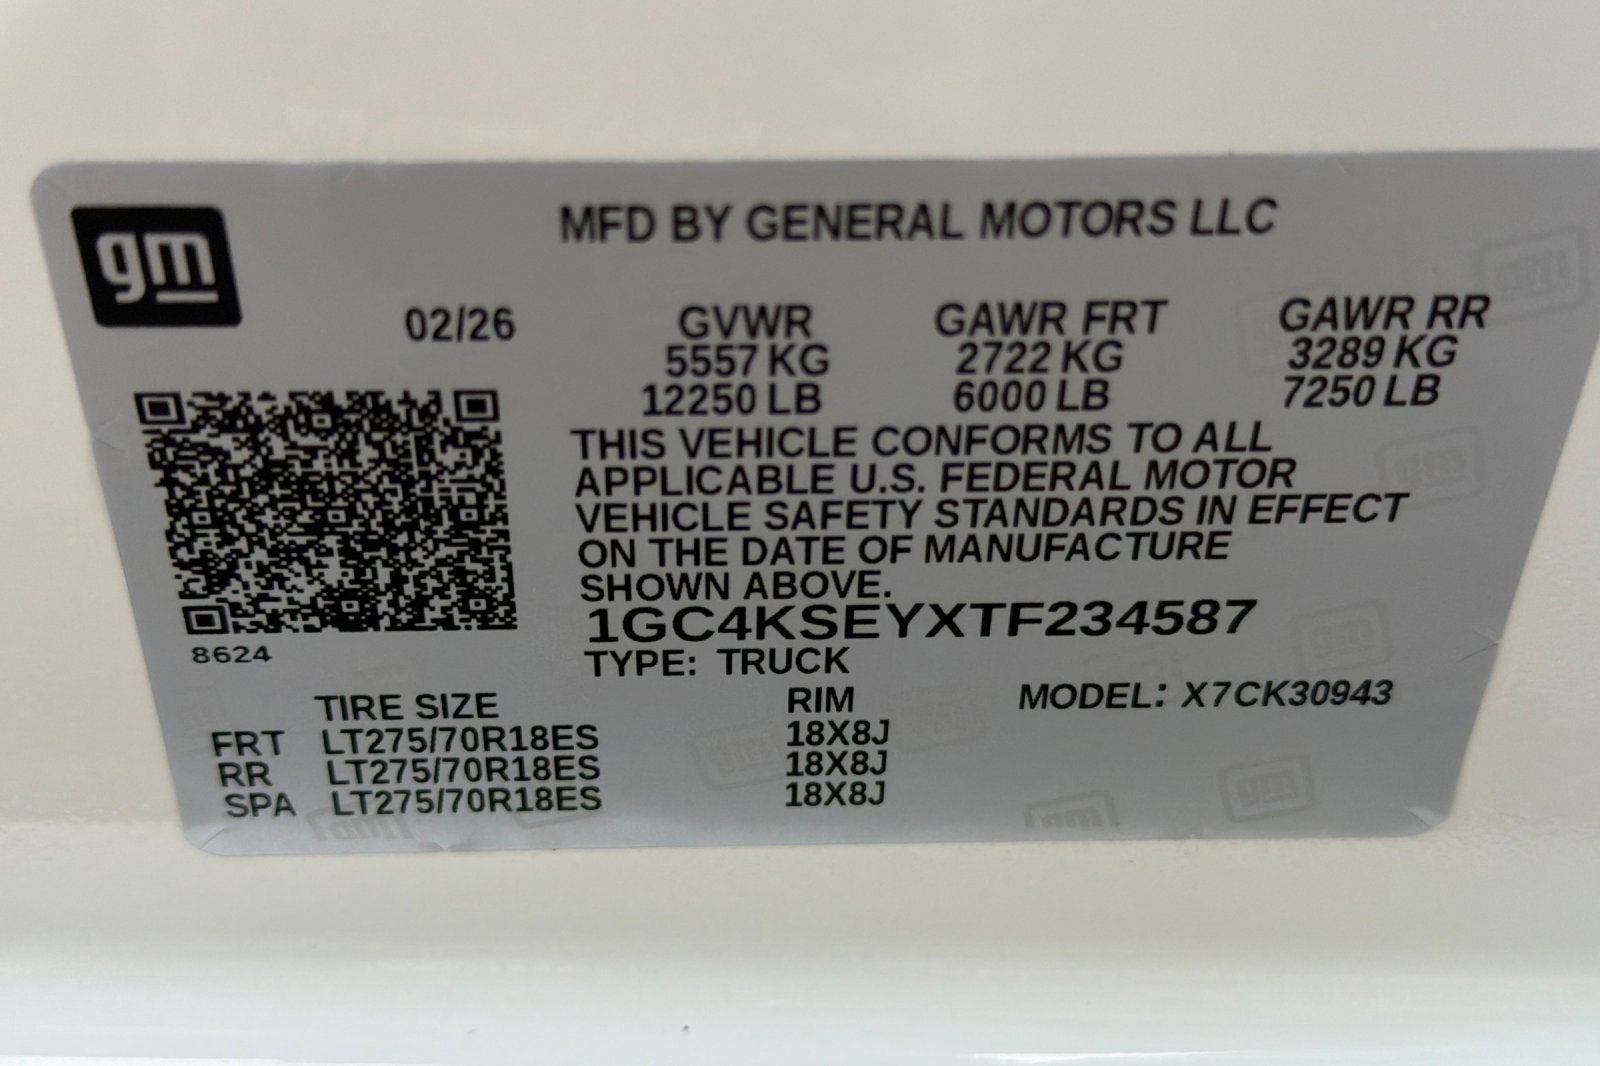 gm
MFD BY GENERAL MOTORS LLC
02/26 GVWR GAWR FRT GAWR RR
5557 KG 2722 KG 3289 KG
12250 LB 6000 LB 7250 LB
THIS VEHICLE CONFORMS TO ALL
APPLICABLE U.S. FEDERAL MOTOR
VEHICLE SAFETY STANDARDS IN EFFECT
ON THE DATE OF MANUFACTURE
SHOWN ABOVE.
1GC4KSEYXTF234587
8624
TYPE: TRUCK
TIRE SIZE RIM MODEL: X7CK30943
FRT LT275/70R18ES 18X8J
RR LT275/70R18ES 18X8J
SPA LT275/70R18ES 18X8J